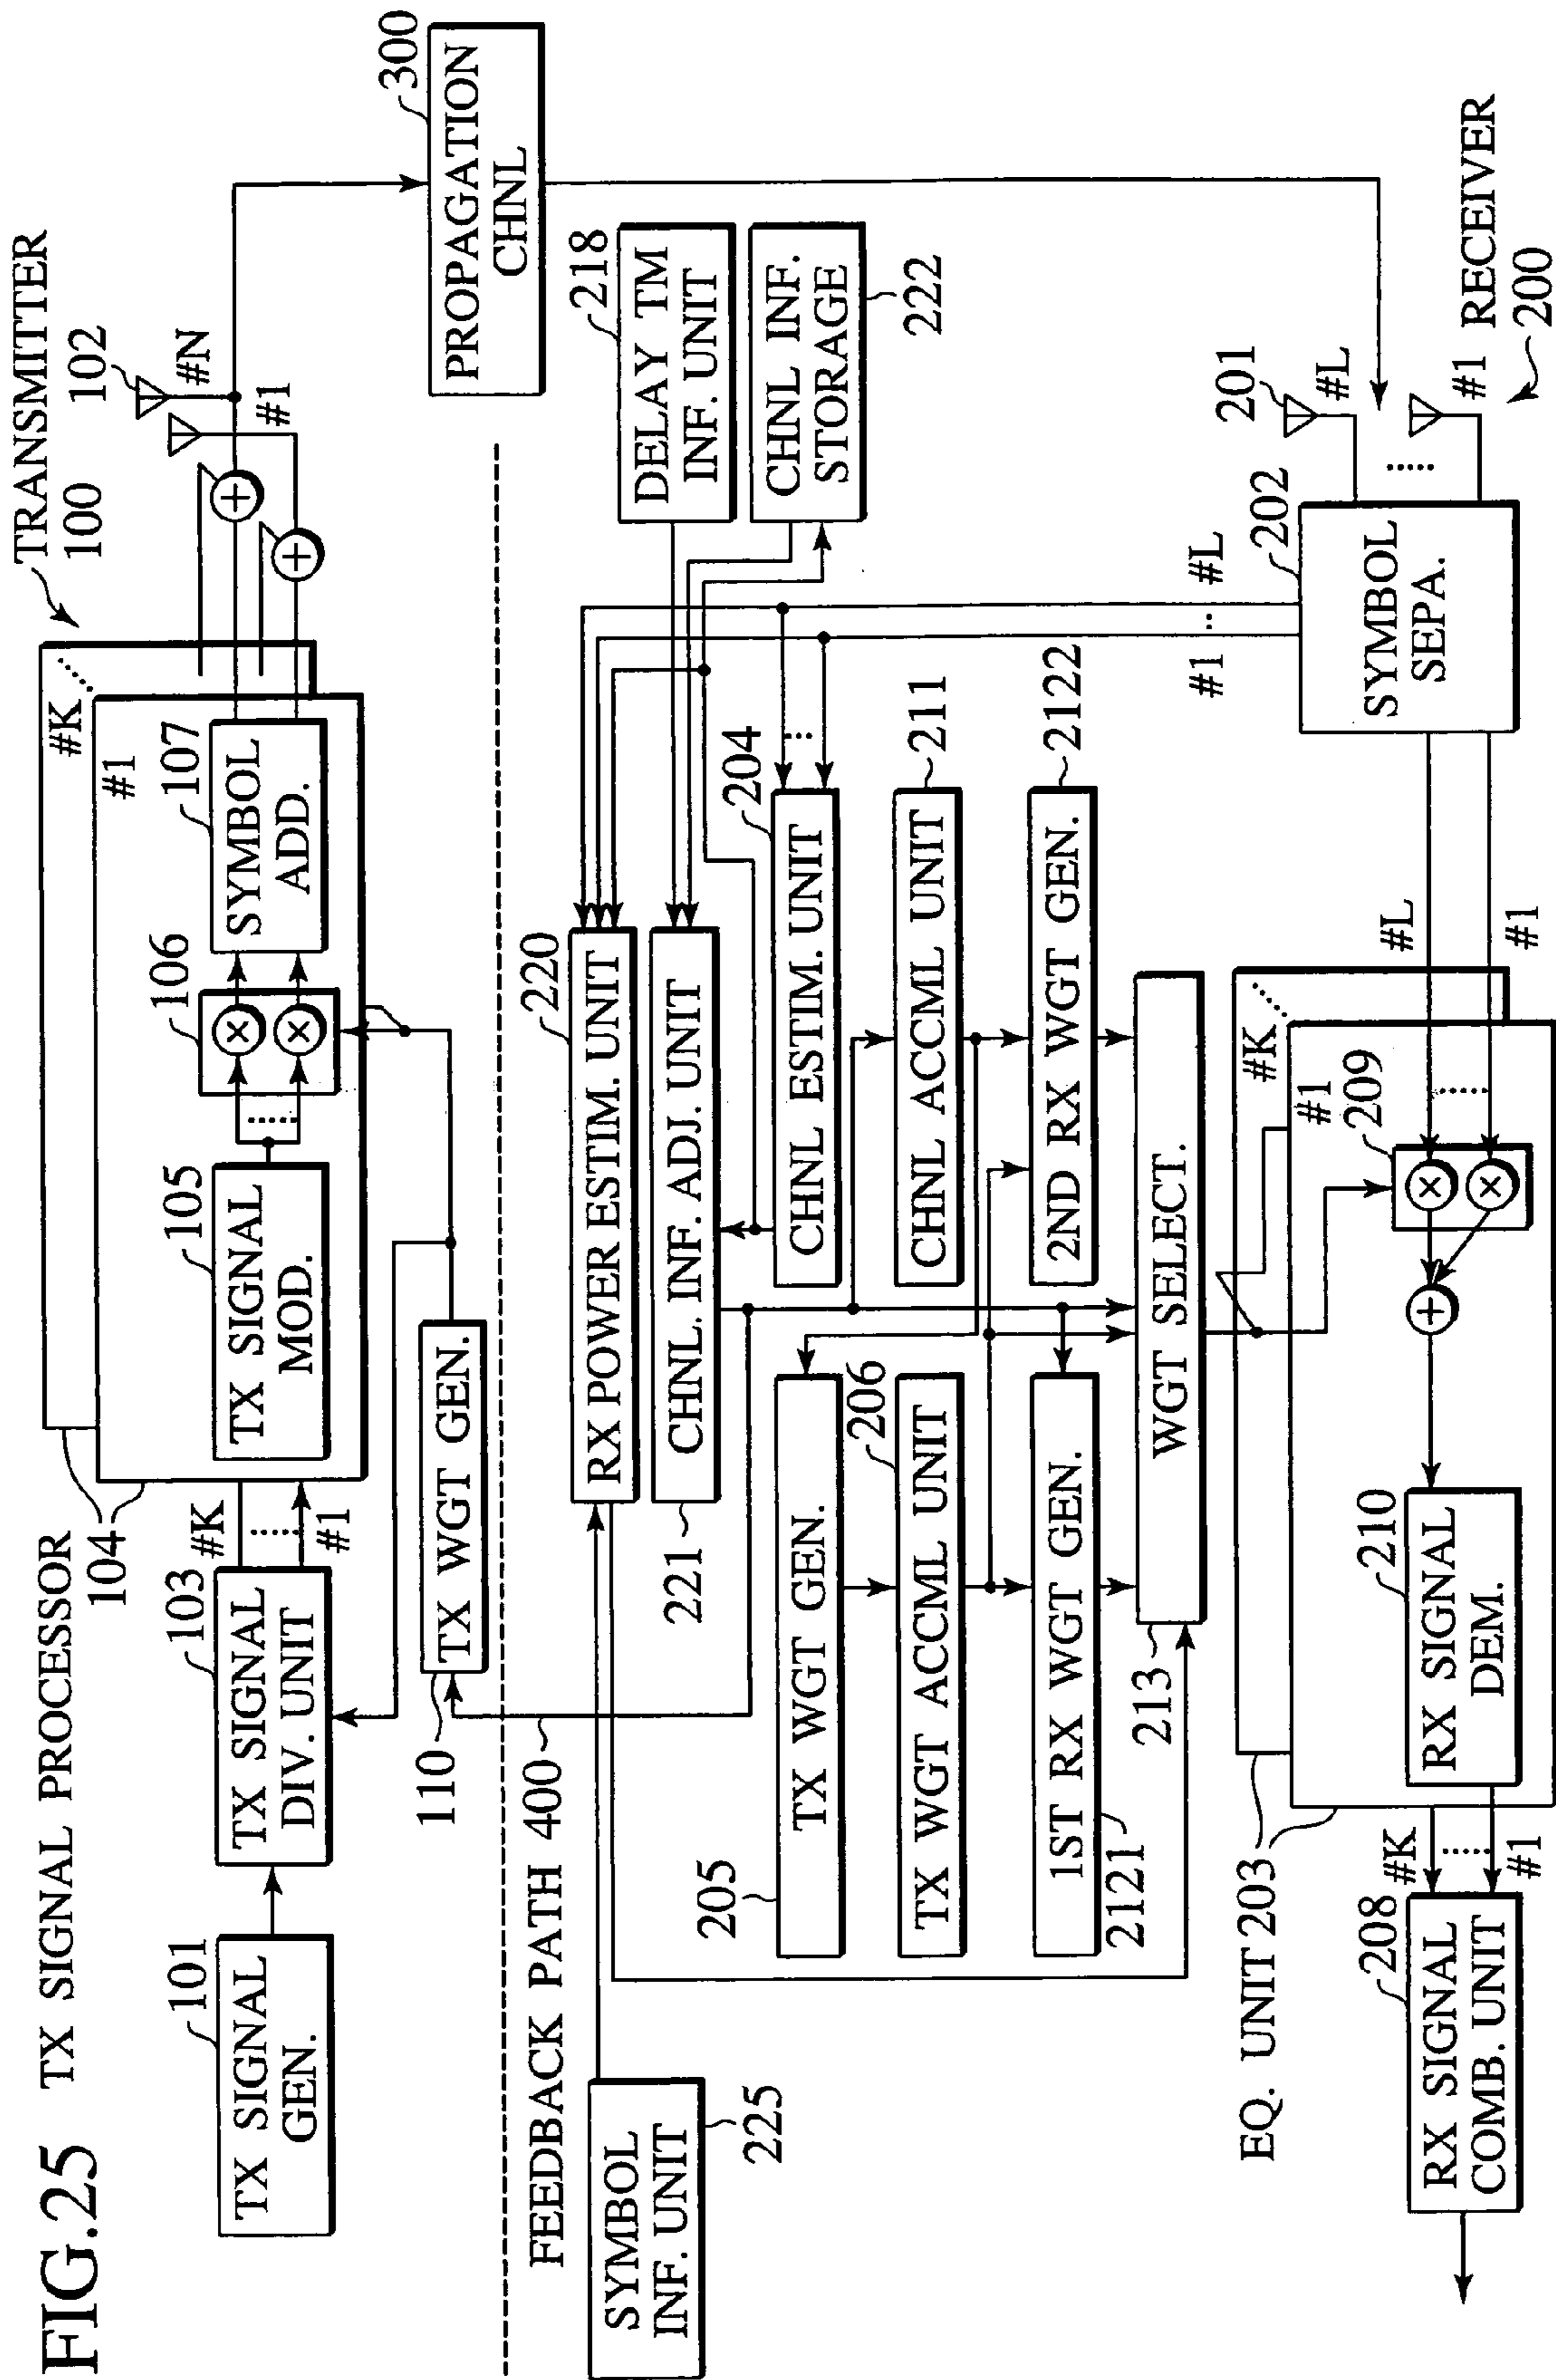 FIG.25
TX SIGNAL PROCESSOR
TRANSMITTER
100
101
TX SIGNAL
GEN.
103
TX SIGNAL
DIV. UNIT
104
#K
#1
#K
#1
105
TX SIGNAL
MOD.
106
107
SYMBOL
ADD.
102
#N
#1
110
TX WGT GEN.
300
PROPAGATION
CHNL
FEEDBACK PATH 400
SYMBOL
INF. UNIT
225
220
RX POWER ESTIM. UNIT
221
CHNL. INF. ADJ. UNIT
218
DELAY TM
INF. UNIT
CHNL INF.
STORAGE
222
205
TX WGT GEN.
204
CHNL ESTIM. UNIT
206
TX WGT ACCML UNIT
CHNL ACCML UNIT
211
1ST RX WGT GEN.
2121
2ND RX WGT GEN.
2122
213
WGT SELECT.
#1
#L
201
#L
#1
202
SYMBOL
SEPA.
RECEIVER
200
EQ. UNIT 203
#K
#1
209
#L
#1
210
RX SIGNAL
DEM.
#K
#1
208
RX SIGNAL
COMB. UNIT